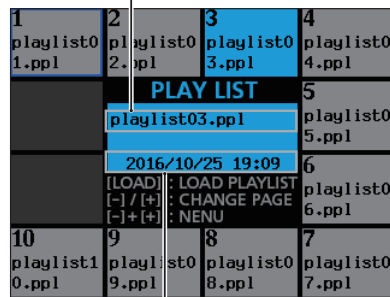 1
playlist0
1.ppl
2
playlist0
2.ppl
3
playlist0
3.ppl
4
playlist0
4.ppl
PLAY LIST
playlist03.ppl
2016/10/25 19:09
[LOAD] : LOAD PLAYLIST
[-] / [+] : CHANGE PAGE
[-]+[+] : NENU
5
playlist0
5.ppl
6
playlist0
6.ppl
10
playlist1
0.ppl
9
playlist0
9.ppl
8
playlist0
8.ppl
7
playlist0
7.ppl